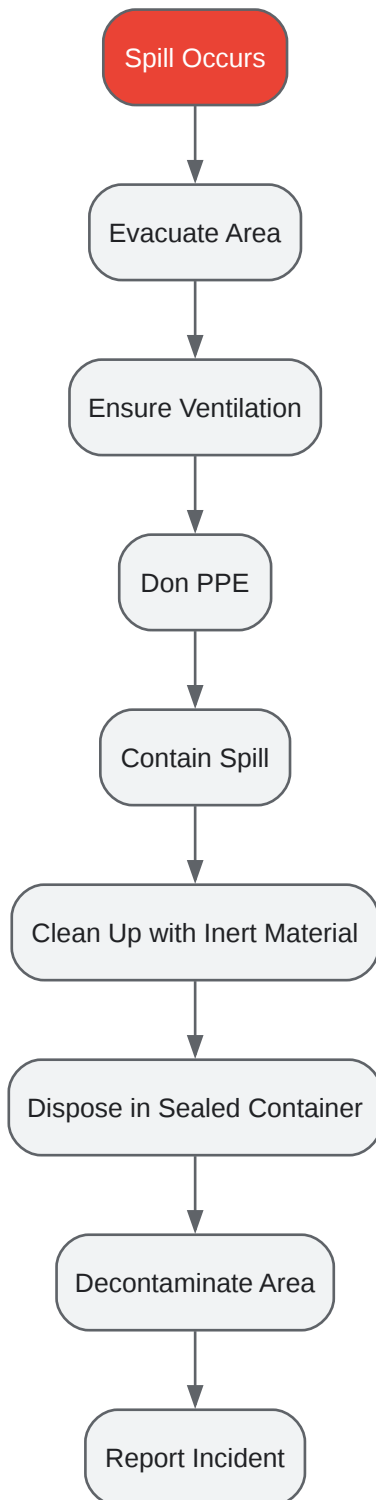 Spill Occurs
Evacuate Area
Ensure Ventilation
Don PPE
Contain Spill
Clean Up with Inert Material
Dispose in Sealed Container
Decontaminate Area
Report Incident